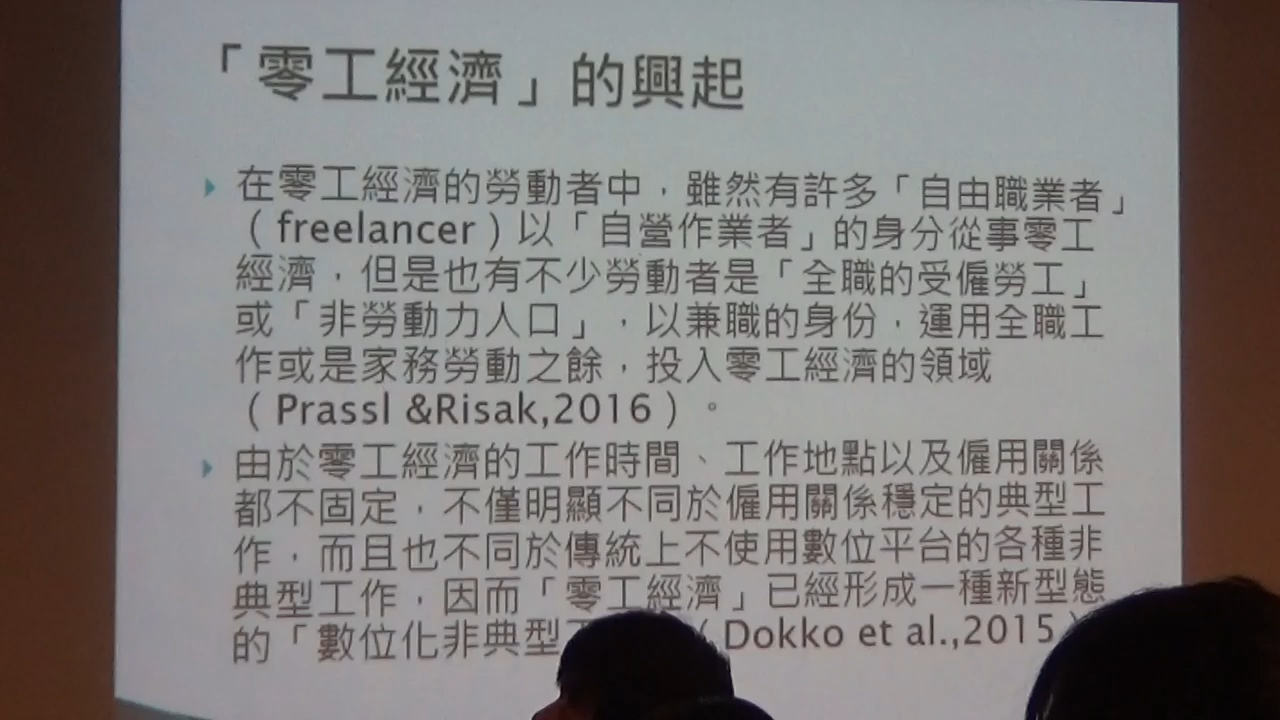 「零工經濟」的興起
在零工經濟的勞動者中，雖然有許多「自由職業者」
（freelancer）以「自營作業者」的身分從事零工
經濟，但是也有不少勞動者是「全職的受僱勞工」
或「非勞動力人口」，以兼職的身份，運用全職工
作或是家務勞動之餘，投入零工經濟的領域
（Prassl &Risak,2016）。
由於零工經濟的工作時間、工作地點以及僱用關係
都不固定，不僅明顯不同於僱用關係穩定的典型工
作，而且也不同於傳統上不使用數位平台的各種非
典型工作，因而「零工經濟」已經形成一種新型態
的「數位化非典型（Dokko et al.,2015）